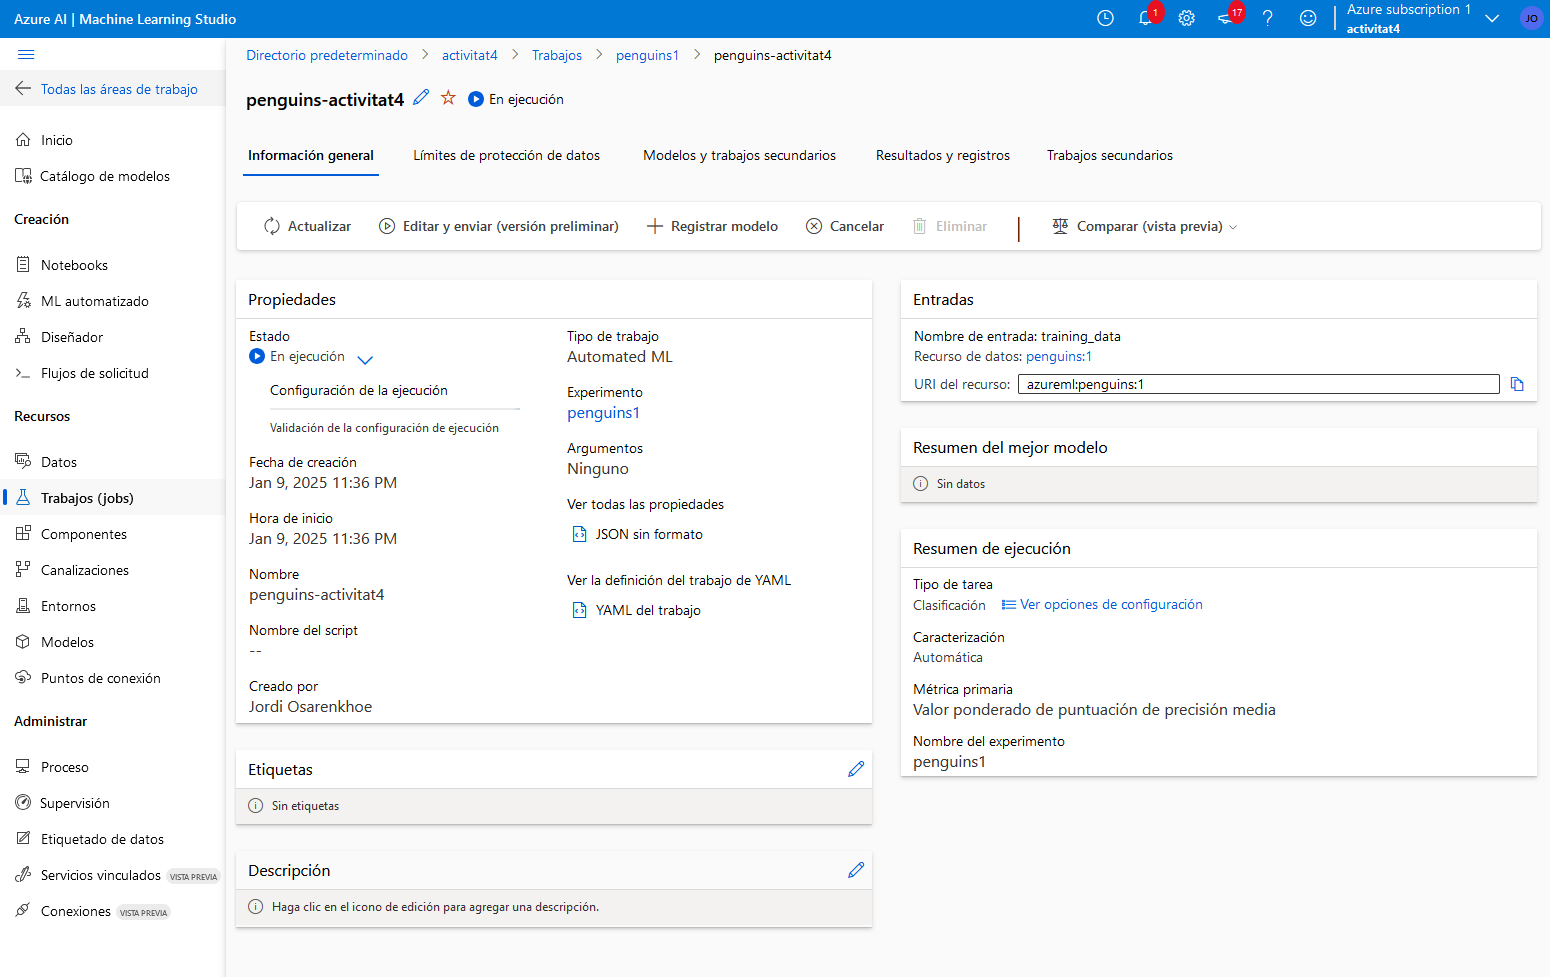 Azure AI | Machine Learning Studio
1
17
Azure subscription 1
activitat4
JO
Todas las áreas de trabajo
Inicio
Catálogo de modelos
Creación
Notebooks
ML automatizado
Diseñador
Flujos de solicitud
Recursos
Datos
Trabajos (jobs)
Componentes
Canalizaciones
Entornos
Modelos
Puntos de conexión
Administrar
Proceso
Supervisión
Etiquetado de datos
Servicios vinculados VISTA PREVIA
Conexiones VISTA PREVIA
Directorio predeterminado > activitat4 > Trabajos > penguins1 > penguins-activitat4
penguins-activitat4 En ejecución
Información general Límites de protección de datos Modelos y trabajos secundarios Resultados y registros Trabajos secundarios
Actualizar Editar y enviar (versión preliminar) Registrar modelo Cancelar Eliminar Comparar (vista previa)
Propiedades
Estado
En ejecución
Configuración de la ejecución
Validación de la configuración de ejecución
Fecha de creación
Jan 9, 2025 11:36 PM
Hora de inicio
Jan 9, 2025 11:36 PM
Nombre
penguins-activitat4
Nombre del script
--
Creado por
Jordi Osarenkhoe
Tipo de trabajo
Automated ML
Experimento
penguins1
Argumentos
Ninguno
Ver todas las propiedades
JSON sin formato
Ver la definición del trabajo de YAML
YAML del trabajo
Etiquetas
Sin etiquetas
Descripción
Haga clic en el icono de edición para agregar una descripción.
Entradas
Nombre de entrada: training_data
Recurso de datos: penguins:1
URI del recurso: azureml:penguins:1
Resumen del mejor modelo
Sin datos
Resumen de ejecución
Tipo de tarea
Clasificación Ver opciones de configuración
Caracterización
Automática
Métrica primaria
Valor ponderado de puntuación de precisión media
Nombre del experimento
penguins1